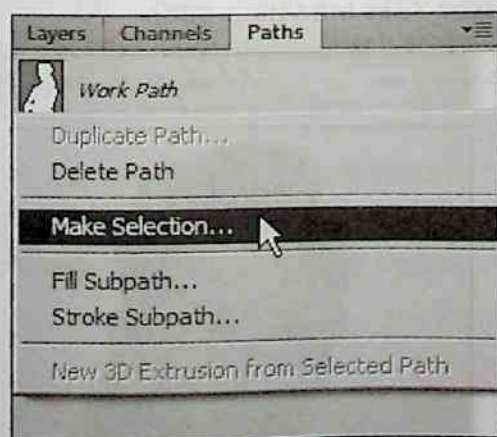 Layers Channels Paths
Work Path
Duplicate Path...
Delete Path
Make Selection...
Fill Subpath...
Stroke Subpath...
New 3D Extrusion from Selected Path